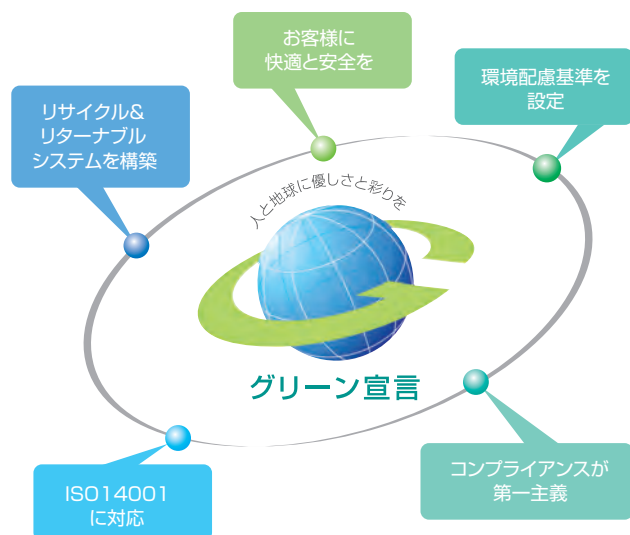 お客様に
快適と安全を
環境配慮基準を
設定
リサイクル&
リターナブル
システムを構築
人と地球に優しさと彩りを
グリーン宣言
コンプライアンスが
第一主義
ISO14001
に対応